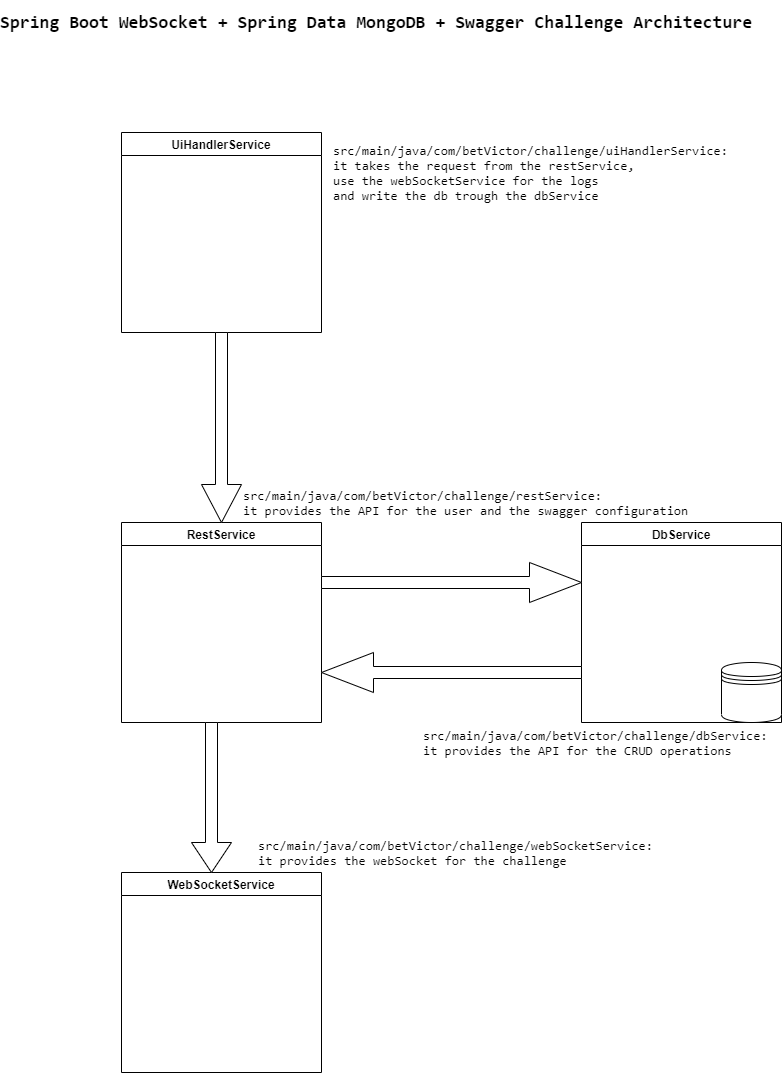 Spring Boot WebSocket + Spring Data MongoDB + Swagger Challenge Architecture
UiHandlerService
src/main/java/com/betVictor/challenge/uiHandlerService:
it takes the request from the restService,
use the webSocketService for the logs
and write the db trough the dbService
src/main/java/com/betVictor/challenge/restService:
it provides the API for the user and the swagger configuration
RestService
DbService
src/main/java/com/betVictor/challenge/dbService:
it provides the API for the CRUD operations
src/main/java/com/betVictor/challenge/webSocketService:
it provides the webSocket for the challenge
WebSocketService